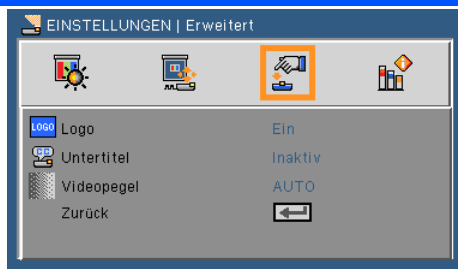 EINSTELLUNGEN | Erweitert
LOGO Logo Ein
Untertitel Inaktiv
Videopegel AUTO
Zurück